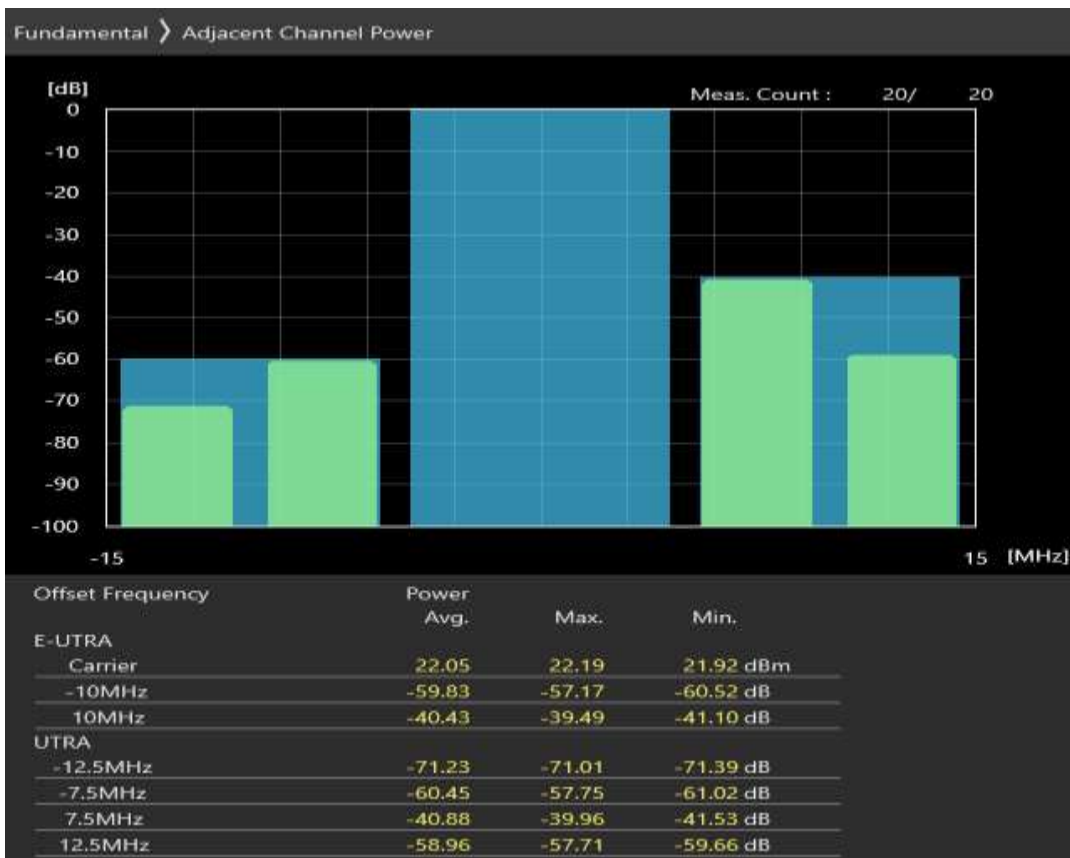 Fundamental ❯ Adjacent Channel Power
[dB]
Meas. Count : 20/ 20
0
-10
-20
-30
-40
-50
-60
-70
-80
-90
-100
-15 15 [MHz]
Offset Frequency Power
Avg. Max. Min.
E-UTRA
Carrier 22.05 22.19 21.92 dBm
-10MHz -59.83 -57.17 -60.52 dB
10MHz -40.43 -39.49 -41.10 dB
UTRA
-12.5MHz -71.23 -71.01 -71.39 dB
-7.5MHz -60.45 -57.75 -61.02 dB
7.5MHz -40.88 -39.96 -41.53 dB
12.5MHz -58.96 -57.71 -59.66 dB